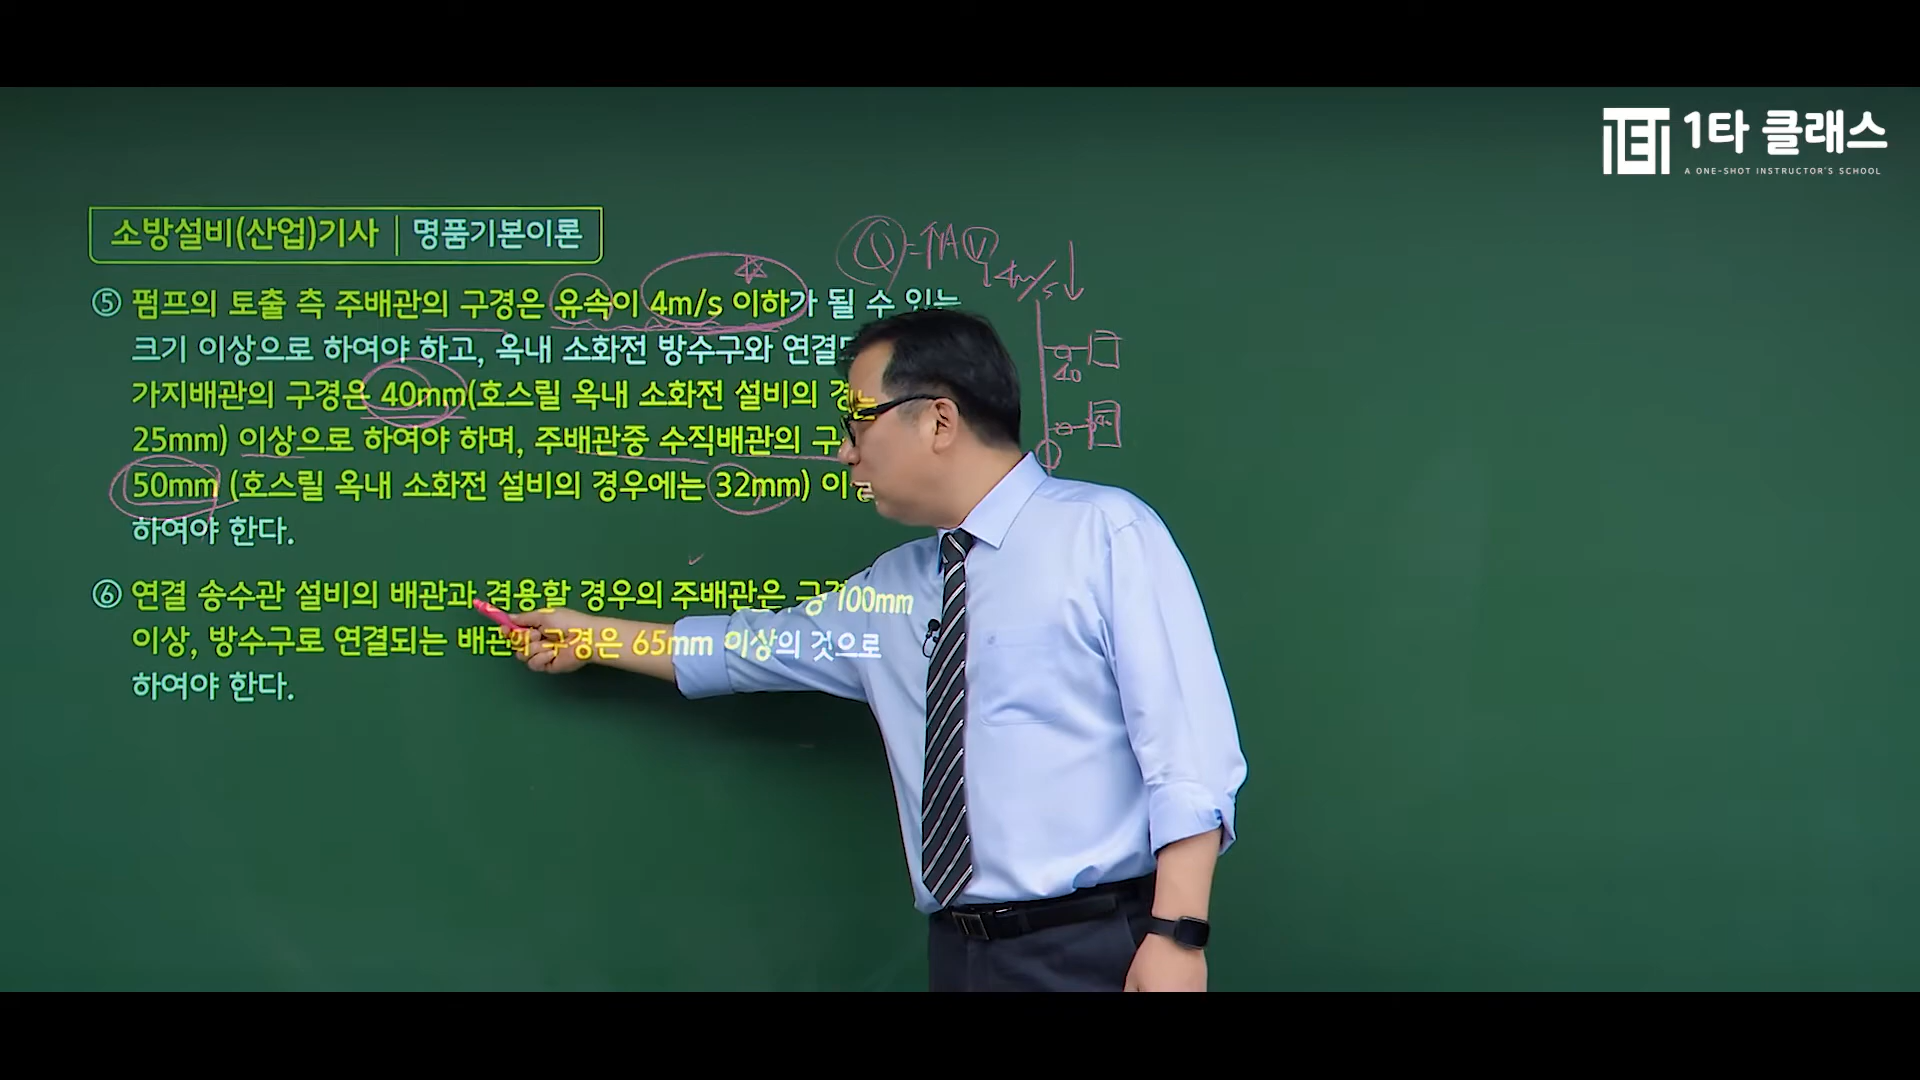 1타 클래스
A ONE-SHOT INSTRUCTOR'S SCHOOL
소방설비(산업)기사 | 명품기본이론
Q=AV
4m/s
⑤ 펌프의 토출 측 주배관의 구경은 유속이 4m/s 이하가 될 수 있는
크기 이상으로 하여야 하고, 옥내 소화전 방수구와
가지배관의 구경은 40mm(호스릴 옥내 소화전 설비의
40
25mm) 이상으로 하여야 하며, 주배관중 수직배관의
50mm (호스릴 옥내 소화전 설비의 경우에는 32mm)
하여야 한다.
⑥ 연결 송수관 설비의 배관과 겸용할 경우의 주배관은 100mm
이상, 방수구로 연결되는 배관의 구경은 65mm 이상의 것으로
하여야 한다.